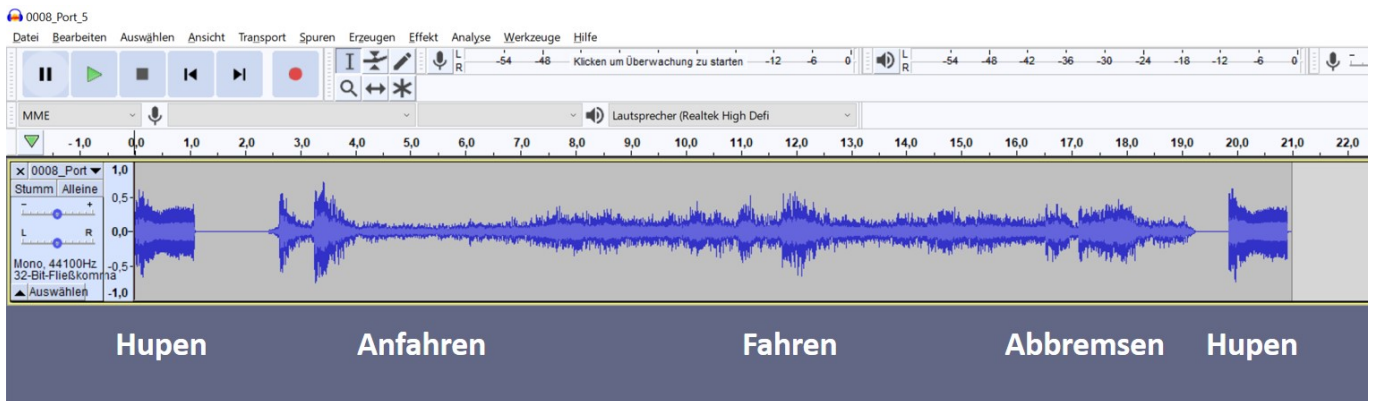 0008_Port_5
Datei Bearbeiten Auswählen Ansicht Transport Spuren Erzeugen Effekt Analyse Werkzeuge Hilfe
L R -54 -48 Klicken um Überwachung zu starten -12 -6 0 L R -54 -48 -42 -36 -30 -24 -18 -12 -6 0
MME Lautsprecher (Realtek High Defi
- 1,0 0,0 1,0 2,0 3,0 4,0 5,0 6,0 7,0 8,0 9,0 10,0 11,0 12,0 13,0 14,0 15,0 16,0 17,0 18,0 19,0 20,0 21,0 22,0
x 0008_Port 1,0
Stumm Alleine
- + 0,5
L R 0,0
Mono, 44100Hz -0,5
32-Bit-Fließkomma
Auswählen -1,0
Hupen Anfahren Fahren Abbremsen Hupen